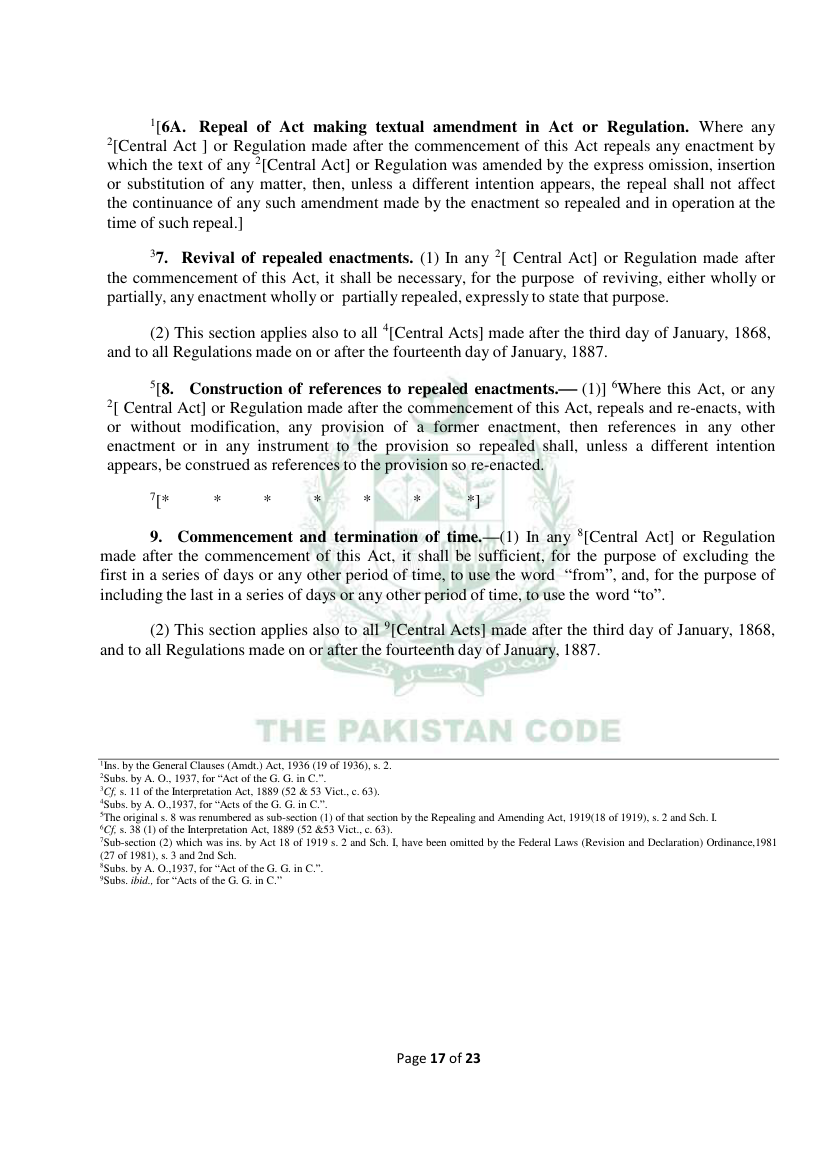 ¹[6A. Repeal of Act making textual amendment in Act or Regulation. Where any
²[Central Act ] or Regulation made after the commencement of this Act repeals any enactment by
which the text of any ²[Central Act] or Regulation was amended by the express omission, insertion
or substitution of any matter, then, unless a different intention appears, the repeal shall not affect
the continuance of any such amendment made by the enactment so repealed and in operation at the
time of such repeal.]
³7. Revival of repealed enactments. (1) In any ²[ Central Act] or Regulation made after
the commencement of this Act, it shall be necessary, for the purpose of reviving, either wholly or
partially, any enactment wholly or partially repealed, expressly to state that purpose.
(2) This section applies also to all ⁴[Central Acts] made after the third day of January, 1868,
and to all Regulations made on or after the fourteenth day of January, 1887.
⁵[8. Construction of references to repealed enactments.— (1)] ⁶Where this Act, or any
²[ Central Act] or Regulation made after the commencement of this Act, repeals and re-enacts, with
or without modification, any provision of a former enactment, then references in any other
enactment or in any instrument to the provision so repealed shall, unless a different intention
appears, be construed as references to the provision so re-enacted.
⁷[* * * * * * *]
9. Commencement and termination of time.—(1) In any ⁸[Central Act] or Regulation
made after the commencement of this Act, it shall be sufficient, for the purpose of excluding the
first in a series of days or any other period of time, to use the word “from”, and, for the purpose of
including the last in a series of days or any other period of time, to use the word “to”.
(2) This section applies also to all ⁹[Central Acts] made after the third day of January, 1868,
and to all Regulations made on or after the fourteenth day of January, 1887.
THE PAKISTAN CODE
¹Ins. by the General Clauses (Amdt.) Act, 1936 (19 of 1936), s. 2.
²Subs. by A. O., 1937, for “Act of the G. G. in C.”.
³Cf, s. 11 of the Interpretation Act, 1889 (52 & 53 Vict., c. 63).
⁴Subs. by A. O.,1937, for “Acts of the G. G. in C.”.
⁵The original s. 8 was renumbered as sub-section (1) of that section by the Repealing and Amending Act, 1919(18 of 1919), s. 2 and Sch. I.
⁶Cf, s. 38 (1) of the Interpretation Act, 1889 (52 &53 Vict., c. 63).
⁷Sub-section (2) which was ins. by Act 18 of 1919 s. 2 and Sch. I, have been omitted by the Federal Laws (Revision and Declaration) Ordinance,1981
(27 of 1981), s. 3 and 2nd Sch.
⁸Subs. by A. O.,1937, for “Act of the G. G. in C.”.
⁹Subs. ibid., for “Acts of the G. G. in C.”
Page 17 of 23